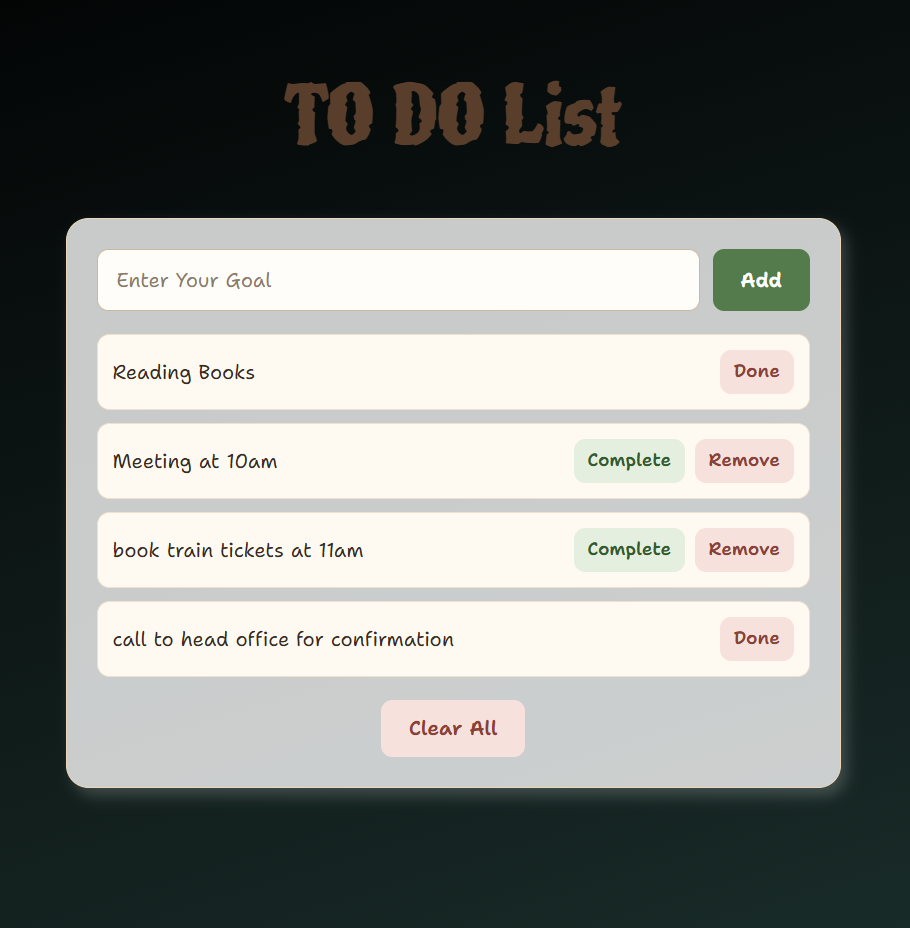 TO DO List
Enter Your Goal
Add
Reading Books
Done
Meeting at 10am
Complete
Remove
book train tickets at 11am
Complete
Remove
call to head office for confirmation
Done
Clear All